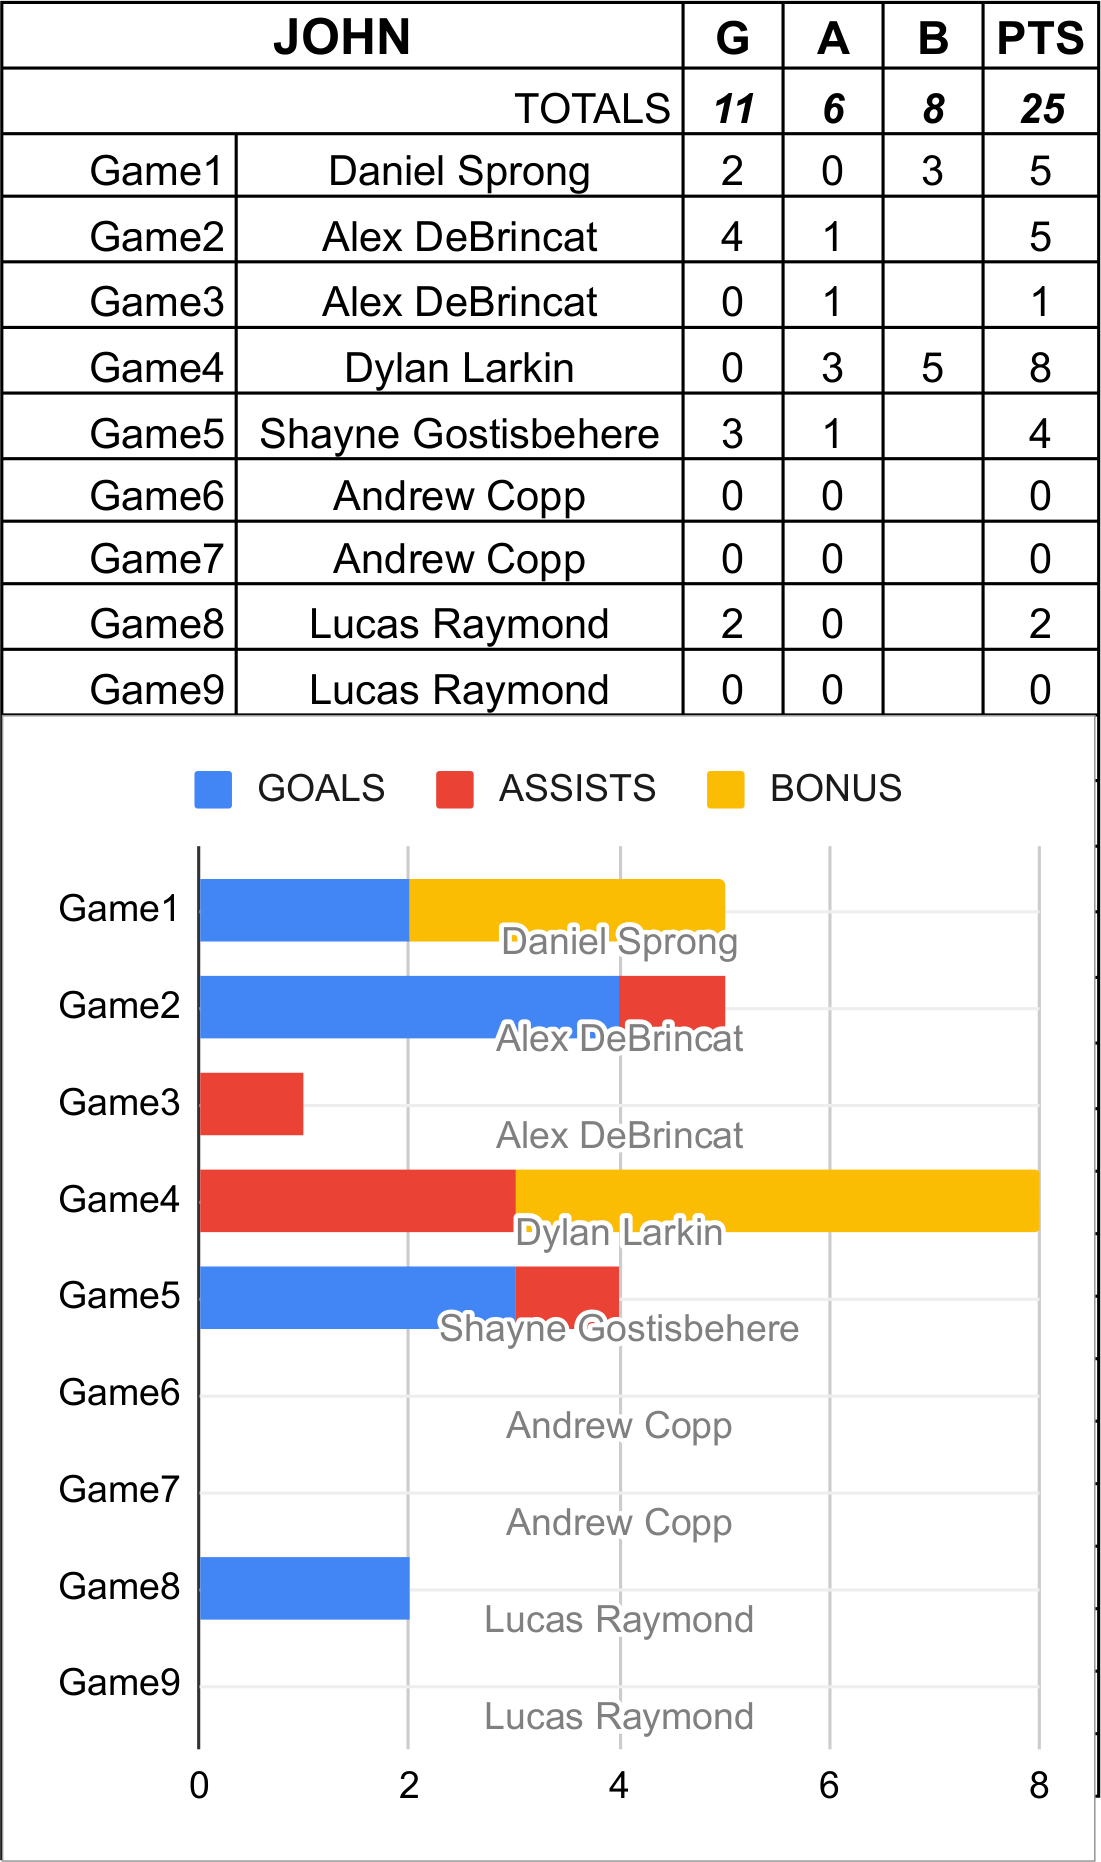 JOHN G A B PTS
TOTALS 11 6 8 25
Game1 Daniel Sprong 2 0 3 5
Game2 Alex DeBrincat 4 1 5
Game3 Alex DeBrincat 0 1 1
Game4 Dylan Larkin 0 3 5 8
Game5 Shayne Gostisbehere 3 1 4
Game6 Andrew Copp 0 0 0
Game7 Andrew Copp 0 0 0
Game8 Lucas Raymond 2 0 2
Game9 Lucas Raymond 0 0 0
GOALS ASSISTS BONUS
Game1
Daniel Sprong
Game2
Alex DeBrincat
Game3
Alex DeBrincat
Game4
Dylan Larkin
Game5
Shayne Gostisbehere
Game6
Andrew Copp
Game7
Andrew Copp
Game8
Lucas Raymond
Game9
Lucas Raymond
0 2 4 6 8